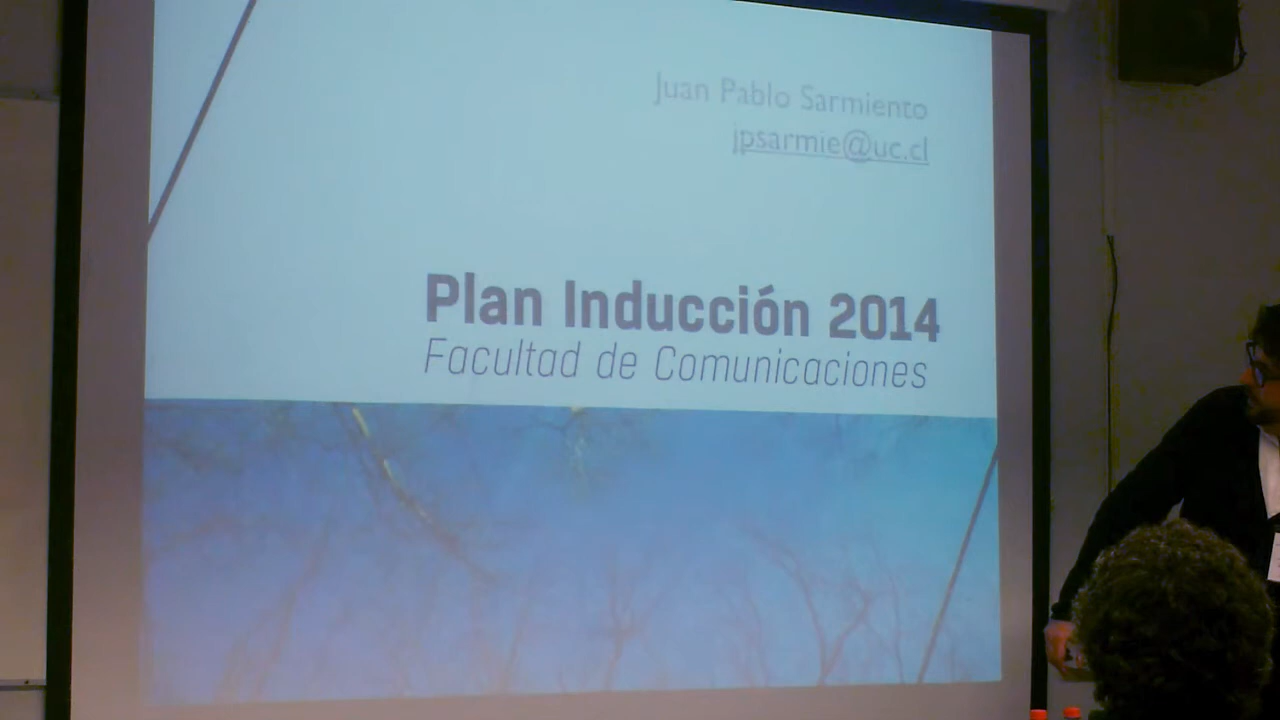 Juan Pablo Sarmiento
jpsarmie@uc.cl
Plan Inducción 2014
Facultad de Comunicaciones